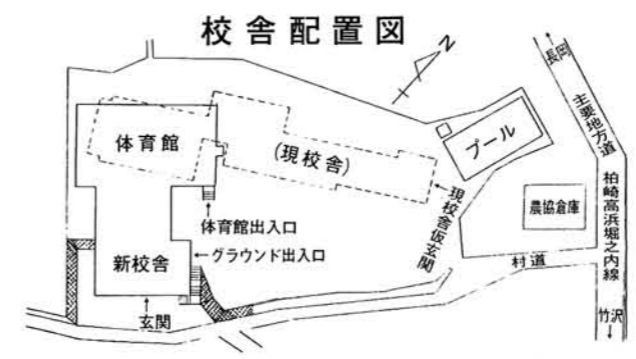 校舎配置図
N
長岡
主要地方道
柏崎高浜堀之内線
プール
体育館
(現校舎)
農協倉庫
現校舎仮玄関
体育館出入口
グラウンド出入口
新校舎
村道
玄関
竹沢